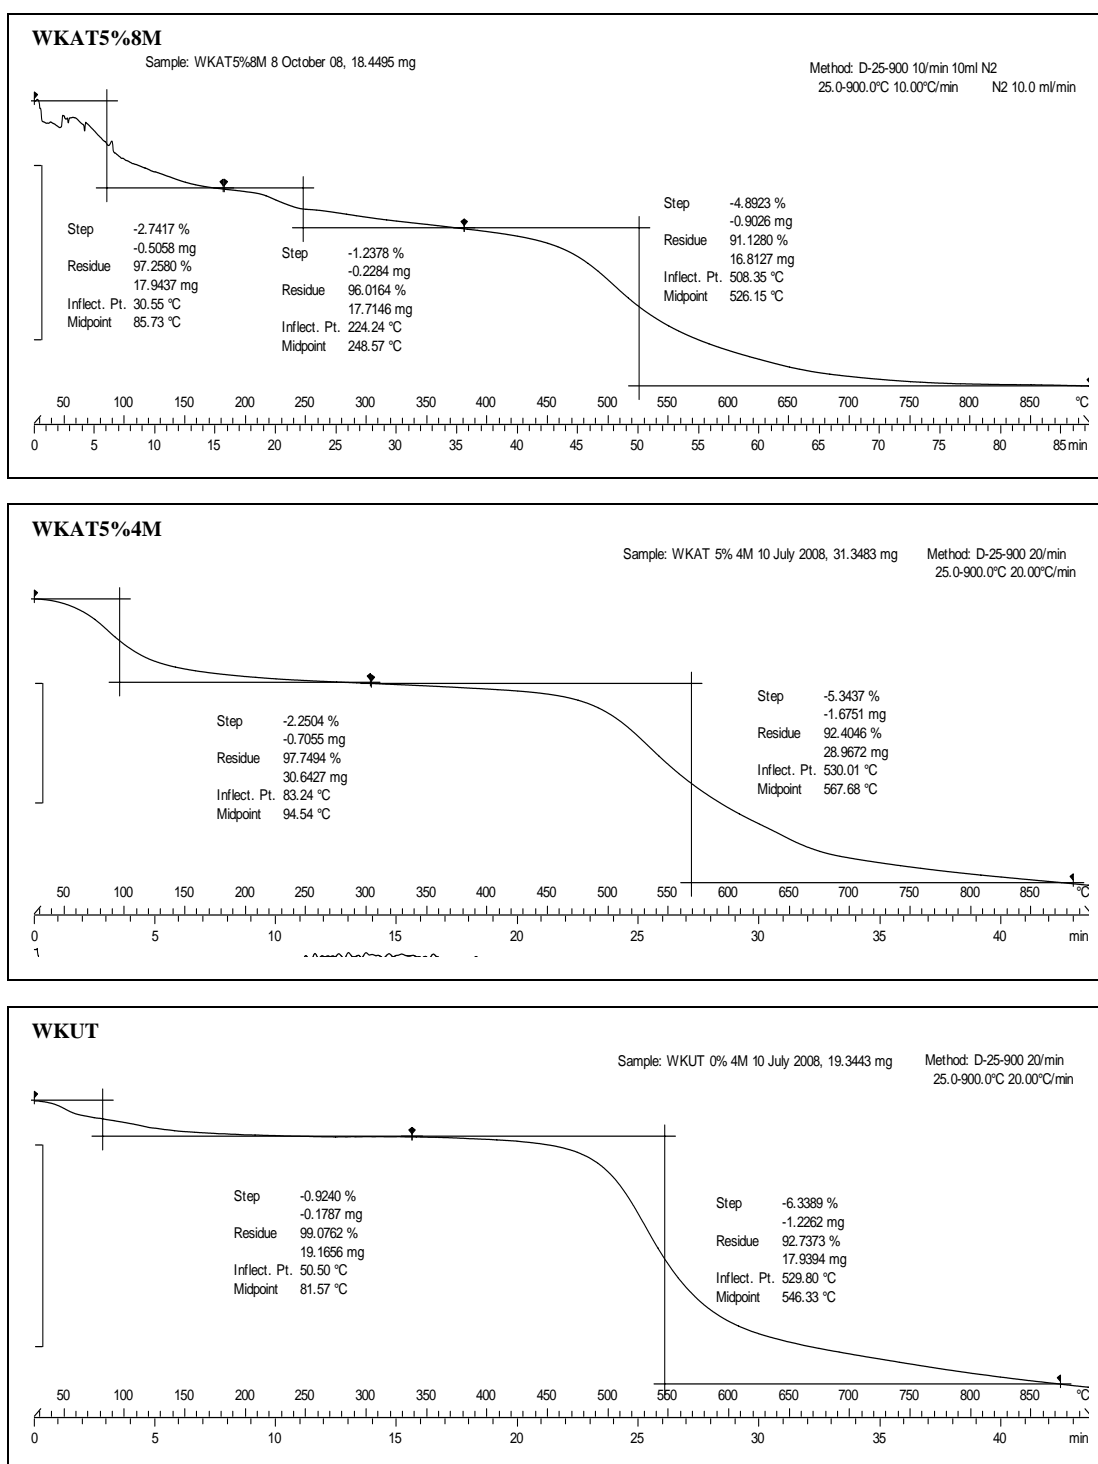 WKAT5%8M
Sample: WKAT5%8M 8 October 08, 18.4495 mg
Method: D-25-900 10/min 10ml N2
25.0-900.0°C 10.00°C/min N2 10.0 ml/min
Step -2.7417 %
-0.5058 mg
Residue 97.2580 %
17.9437 mg
Inflect. Pt. 30.55 °C
Midpoint 85.73 °C
Step -1.2378 %
-0.2284 mg
Residue 96.0164 %
17.7146 mg
Inflect. Pt. 224.24 °C
Midpoint 248.57 °C
Step -4.8923 %
-0.9026 mg
Residue 91.1280 %
16.8127 mg
Inflect. Pt. 508.35 °C
Midpoint 526.15 °C
50 100 150 200 250 300 350 400 450 500 550 600 650 700 750 800 850 °C
0 5 10 15 20 25 30 35 40 45 50 55 60 65 70 75 80 85 min
WKAT5%4M
Sample: WKAT 5% 4M 10 July 2008, 31.3483 mg
Method: D-25-900 20/min
25.0-900.0°C 20.00°C/min
Step -2.2504 %
-0.7055 mg
Residue 97.7494 %
30.6427 mg
Inflect. Pt. 83.24 °C
Midpoint 94.54 °C
Step -5.3437 %
-1.6751 mg
Residue 92.4046 %
28.9672 mg
Inflect. Pt. 530.01 °C
Midpoint 567.68 °C
50 100 150 200 250 300 350 400 450 500 550 600 650 700 750 800 850 °C
0 5 10 15 20 25 30 35 40 min
WKUT
Sample: WKUT 0% 4M 10 July 2008, 19.3443 mg
Method: D-25-900 20/min
25.0-900.0°C 20.00°C/min
Step -0.9240 %
-0.1787 mg
Residue 99.0762 %
19.1656 mg
Inflect. Pt. 50.50 °C
Midpoint 81.57 °C
Step -6.3389 %
-1.2262 mg
Residue 92.7373 %
17.9394 mg
Inflect. Pt. 529.80 °C
Midpoint 546.33 °C
50 100 150 200 250 300 350 400 450 500 550 600 650 700 750 800 850 °C
0 5 10 15 20 25 30 35 40 min